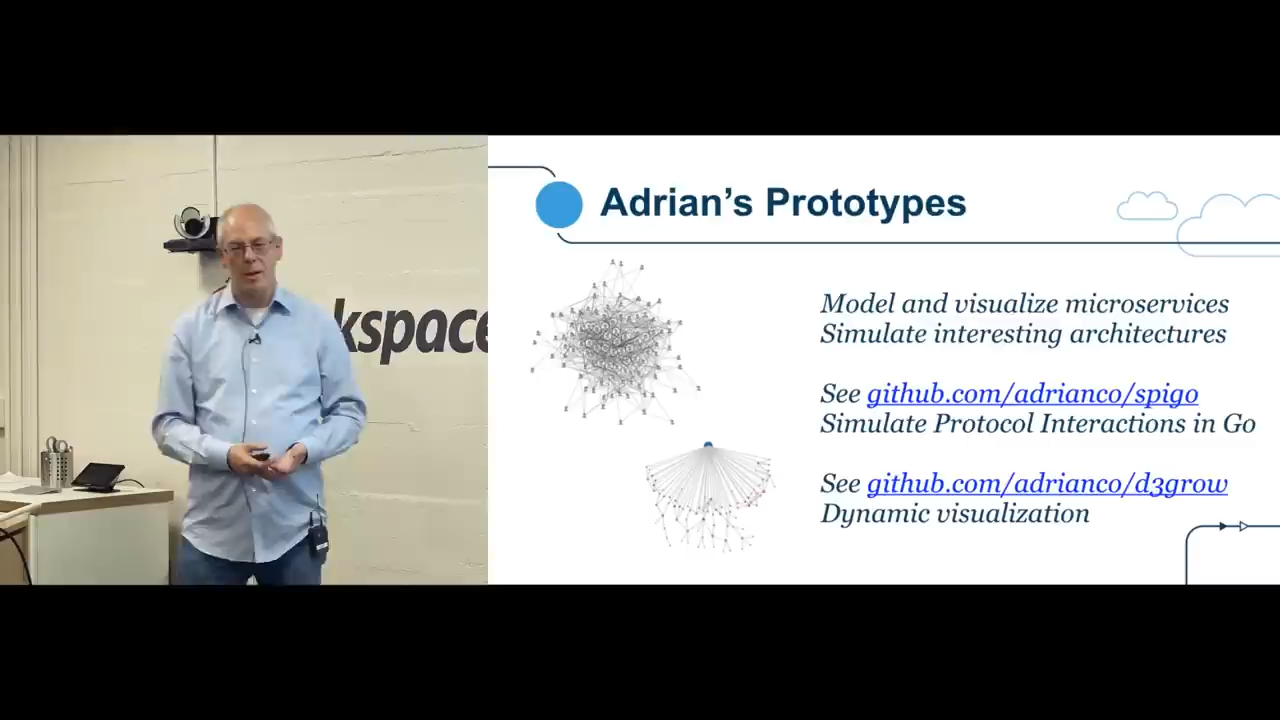 kspace
Adrian's Prototypes
Model and visualize microservices
Simulate interesting architectures
See github.com/adrianco/spigo
Simulate Protocol Interactions in Go
See github.com/adrianco/d3grow
Dynamic visualization